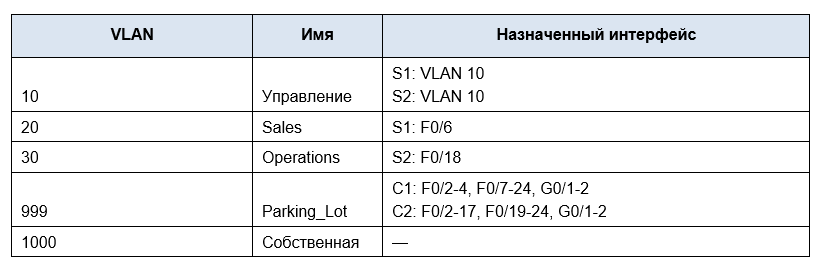 VLAN Имя Назначенный интерфейс
S1: VLAN 10
10 Управление S2: VLAN 10
20 Sales S1: F0/6
30 Operations S2: F0/18
C1: F0/2-4, F0/7-24, G0/1-2
999 Parking_Lot C2: F0/2-17, F0/19-24, G0/1-2
1000 Собственная —